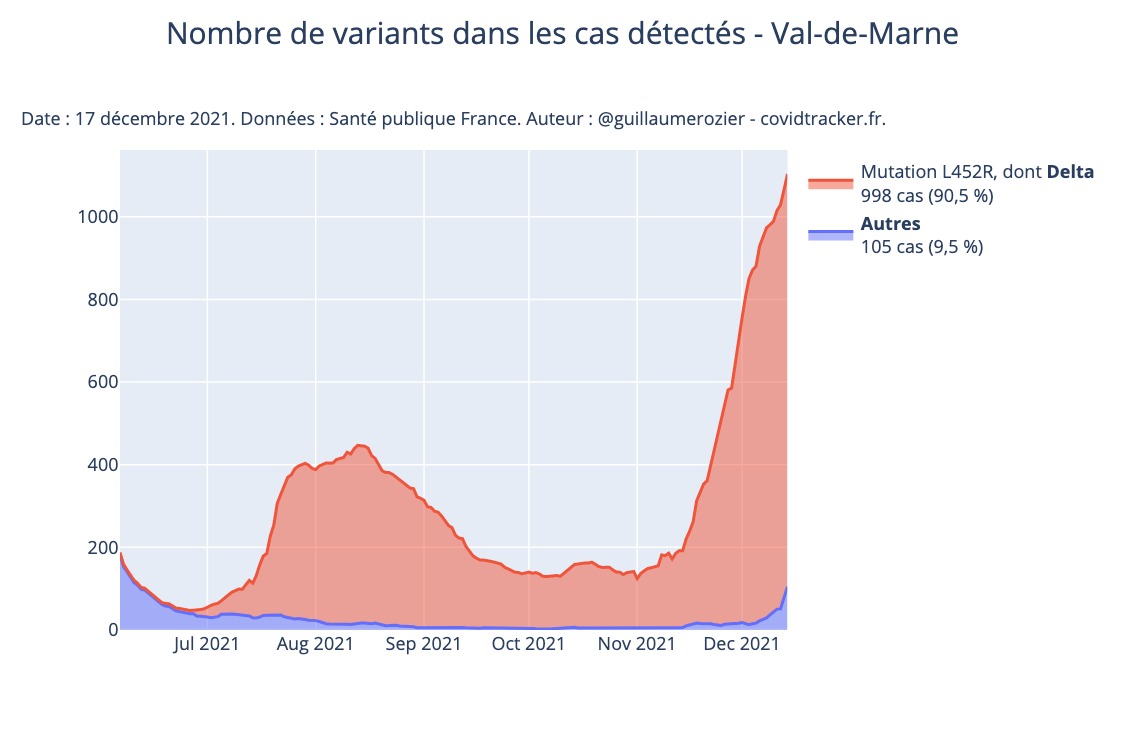 Nombre de variants dans les cas détectés - Val-de-Marne
Date : 17 décembre 2021. Données : Santé publique France. Auteur : @guillaumerozier - covidtracker.fr.
Mutation L452R, dont Delta
998 cas (90,5 %)
Autres
105 cas (9,5 %)
1000
800
600
400
200
0
Jul 2021
Aug 2021
Sep 2021
Oct 2021
Nov 2021
Dec 2021